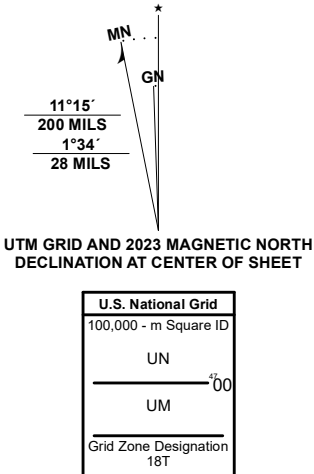 ★
MN
GN
11°15´
200 MILS
1°34´
28 MILS
UTM GRID AND 2023 MAGNETIC NORTH
DECLINATION AT CENTER OF SHEET
U.S. National Grid
100,000 - m Square ID
UN
4700
UM
Grid Zone Designation
18T